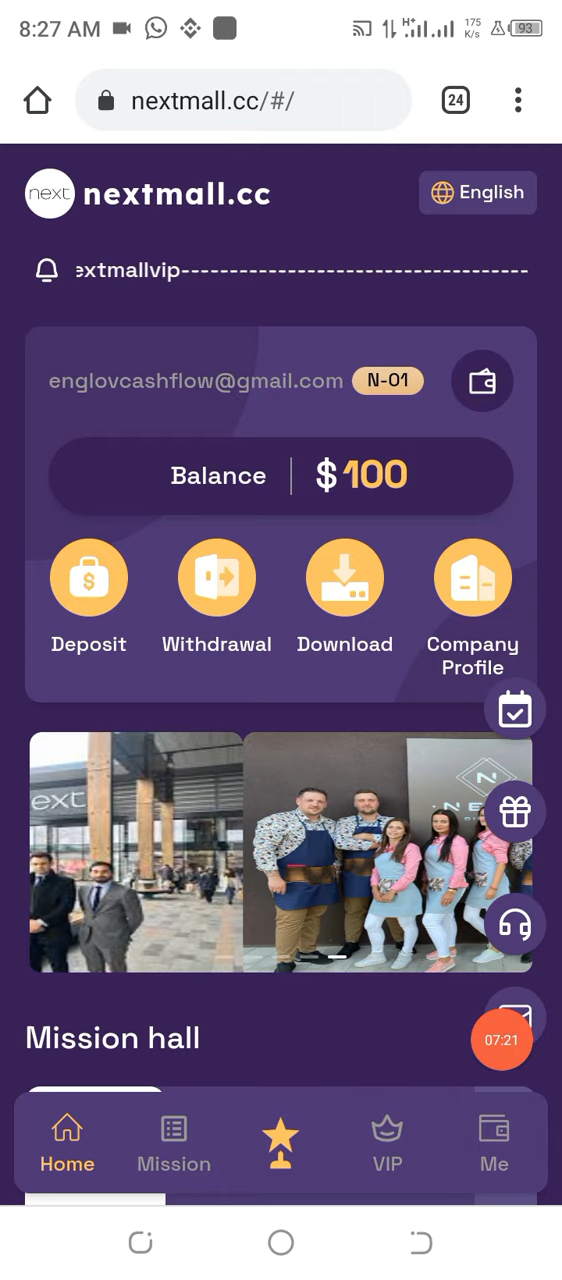 8:27 AM
H+
175
K/s
93
nextmall.cc/#/
24
next nextmall.cc
English
extmallvip-----------------------------------
englovcashflow@gmail.com N-01
Balance $100
Deposit Withdrawal Download Company
Profile
ext
N
Mission hall
07:21
Home Mission VIP Me